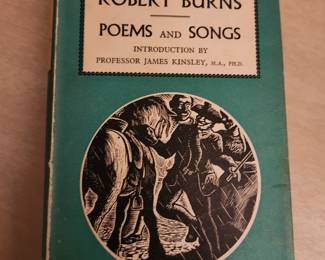 ROBERT BURNS
POEMS AND SONGS
INTRODUCTION BY
PROFESSOR JAMES KINSLEY, M.A., PH.D.